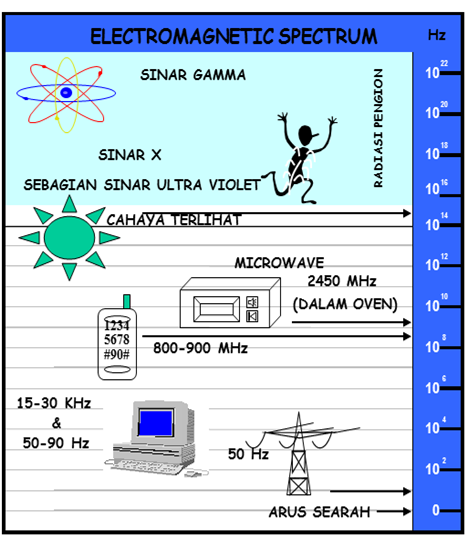 ELECTROMAGNETIC SPECTRUM
Hz
SINAR GAMMA
RADIASI PENGION
10^22
10^20
SINAR X
10^18
SEBAGIAN SINAR ULTRA VIOLET
10^16
CAHAYA TERLIHAT
10^14
MICROWAVE
10^12
2450 MHz
(DALAM OVEN)
10^10
1234
5678
#90#
800-900 MHz
10^8
10^6
15-30 KHz
&
50-90 Hz
10^4
50 Hz
10^2
ARUS SEARAH
0